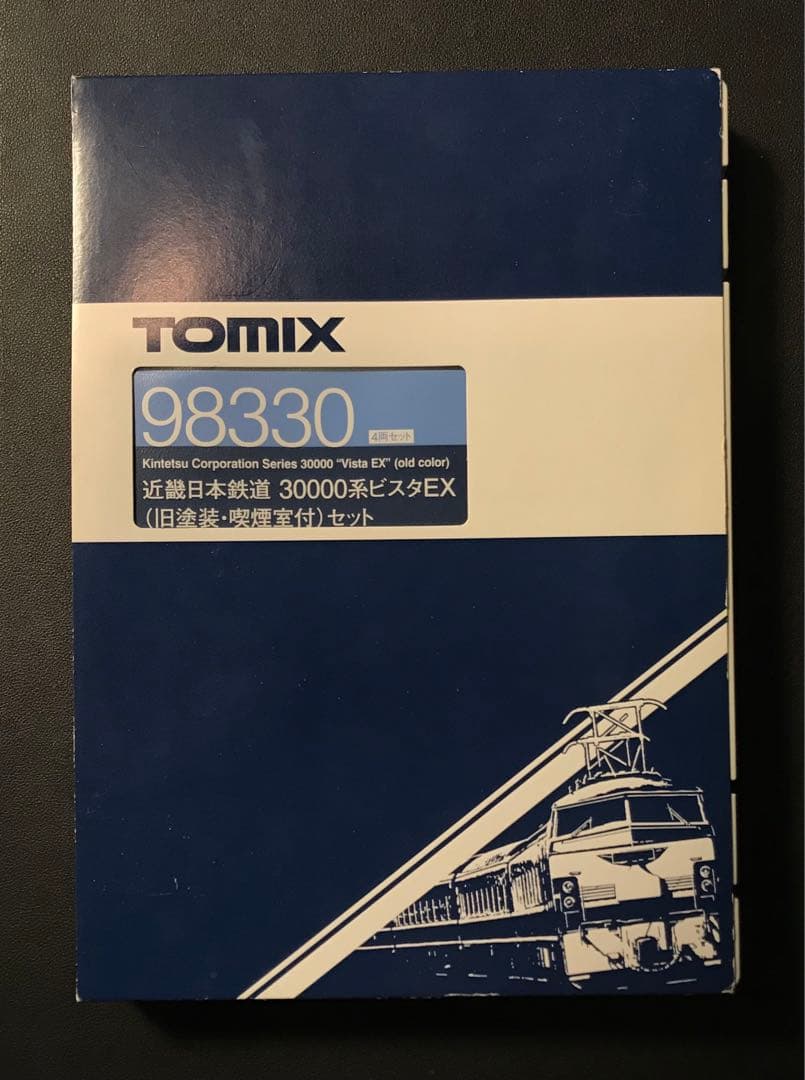 TOMIX
98330 4両セット
Kintetsu Corporation Series 30000 "Vista EX" (old color)
近畿日本鉄道 30000系ビスタEX
(旧塗装・喫煙室付)セット